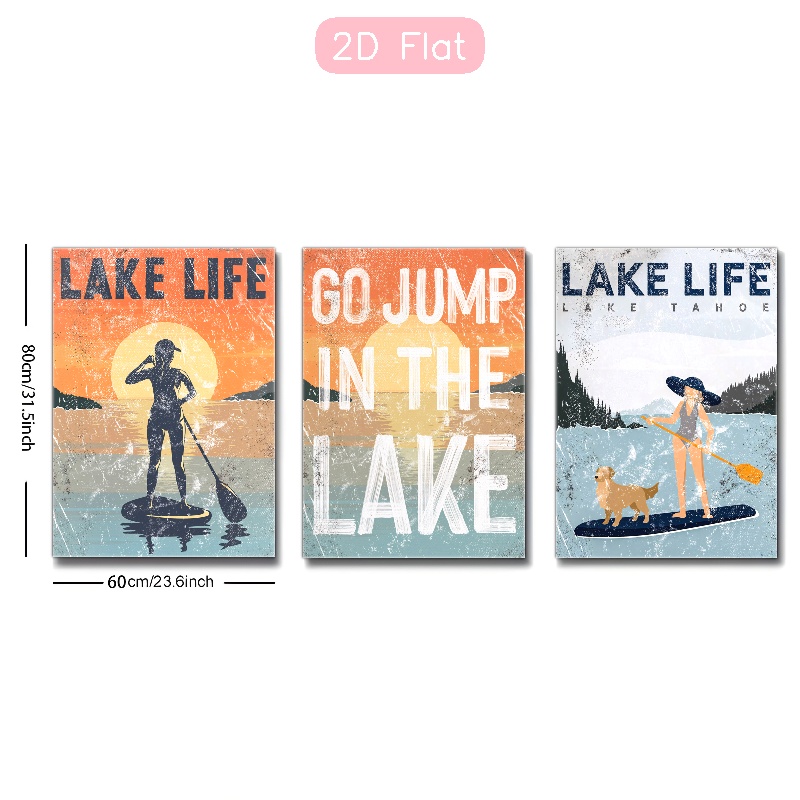 2D Flat
LAKE LIFE
GO JUMP
IN THE
LAKE
LAKE LIFE
LAKE TAHOE
80cm/31.5inch
60cm/23.6inch